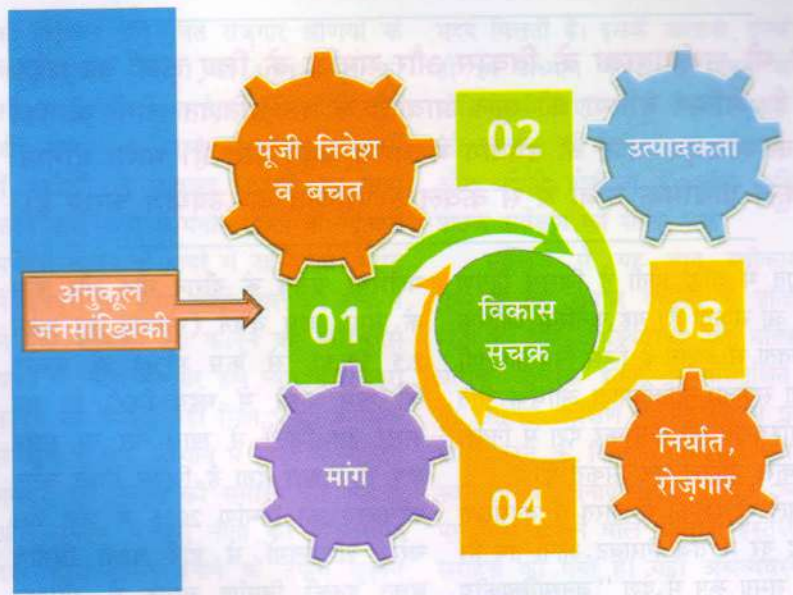 पूंजी निवेश
व बचत
02
उत्पादकता
अनुकूल
जनसांख्यिकी
01
विकास
सुचक्र
03
मांग
04
निर्यात,
रोज़गार